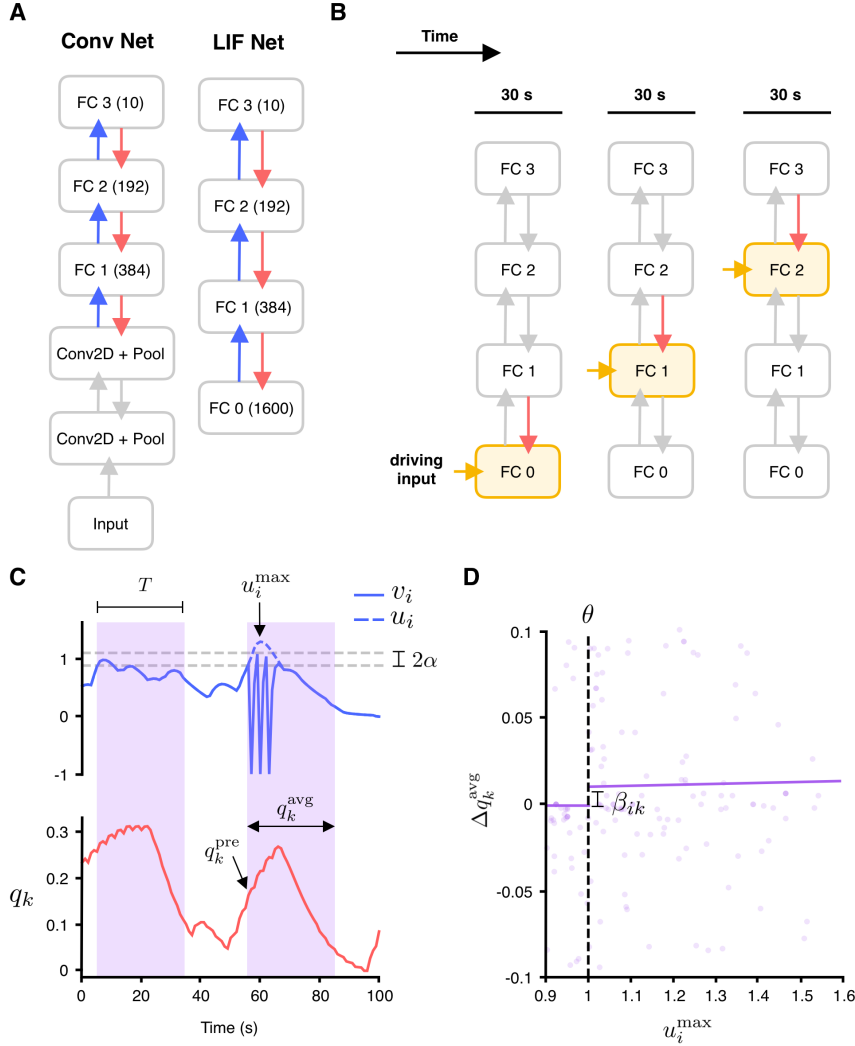 A
Conv Net
LIF Net
FC 3 (10)
FC 2 (192)
FC 1 (384)
Conv2D + Pool
Conv2D + Pool
Input
FC 3 (10)
FC 2 (192)
FC 1 (384)
FC 0 (1600)
B
Time
30 s
30 s
30 s
FC 3
FC 2
FC 1
FC 0
driving
input
FC 3
FC 2
FC 1
FC 0
FC 3
FC 2
FC 1
FC 0
C
T
u_i^max
v_i
u_i
2α
1
0
-1
q_k^avg
q_k^pre
q_k
0.3
0.2
0.1
0
0
20
40
60
80
100
Time (s)
D
θ
0.1
0.05
0
-0.05
-0.1
Δq_k^avg
β_ik
0.9
1
1.1
1.2
1.3
1.4
1.5
1.6
u_i^max